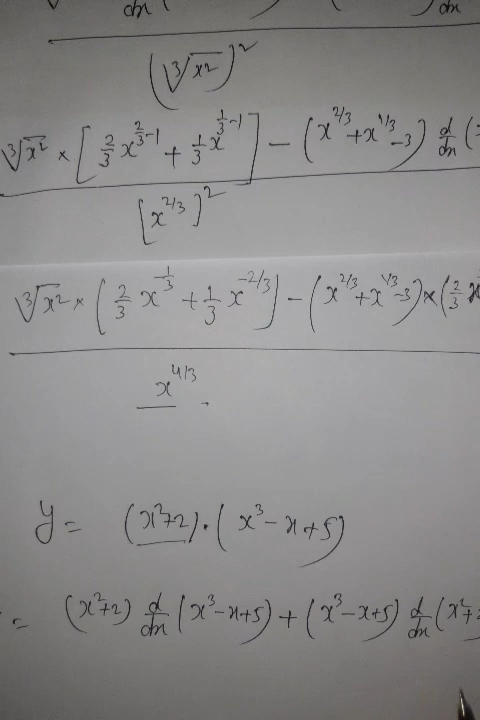 d/dx d/dx
(∛x²)²
∛x² × [2/3 x^(2/3 -1) + 1/3 x^(1/3 -1)] - (x^(2/3) + x^(1/3) - 3) d/dx (
[x^(2/3)]²
∛x² × (2/3 x^(-1/3) + 1/3 x^(-2/3)] - (x^(2/3) + x^(1/3) - 3) × (2/3 x
x^(4/3)
y = (x²+2) · (x³ - x + 5)
= (x²+2) d/dx (x³ - x + 5) + (x³ - x + 5) d/dx (x² +